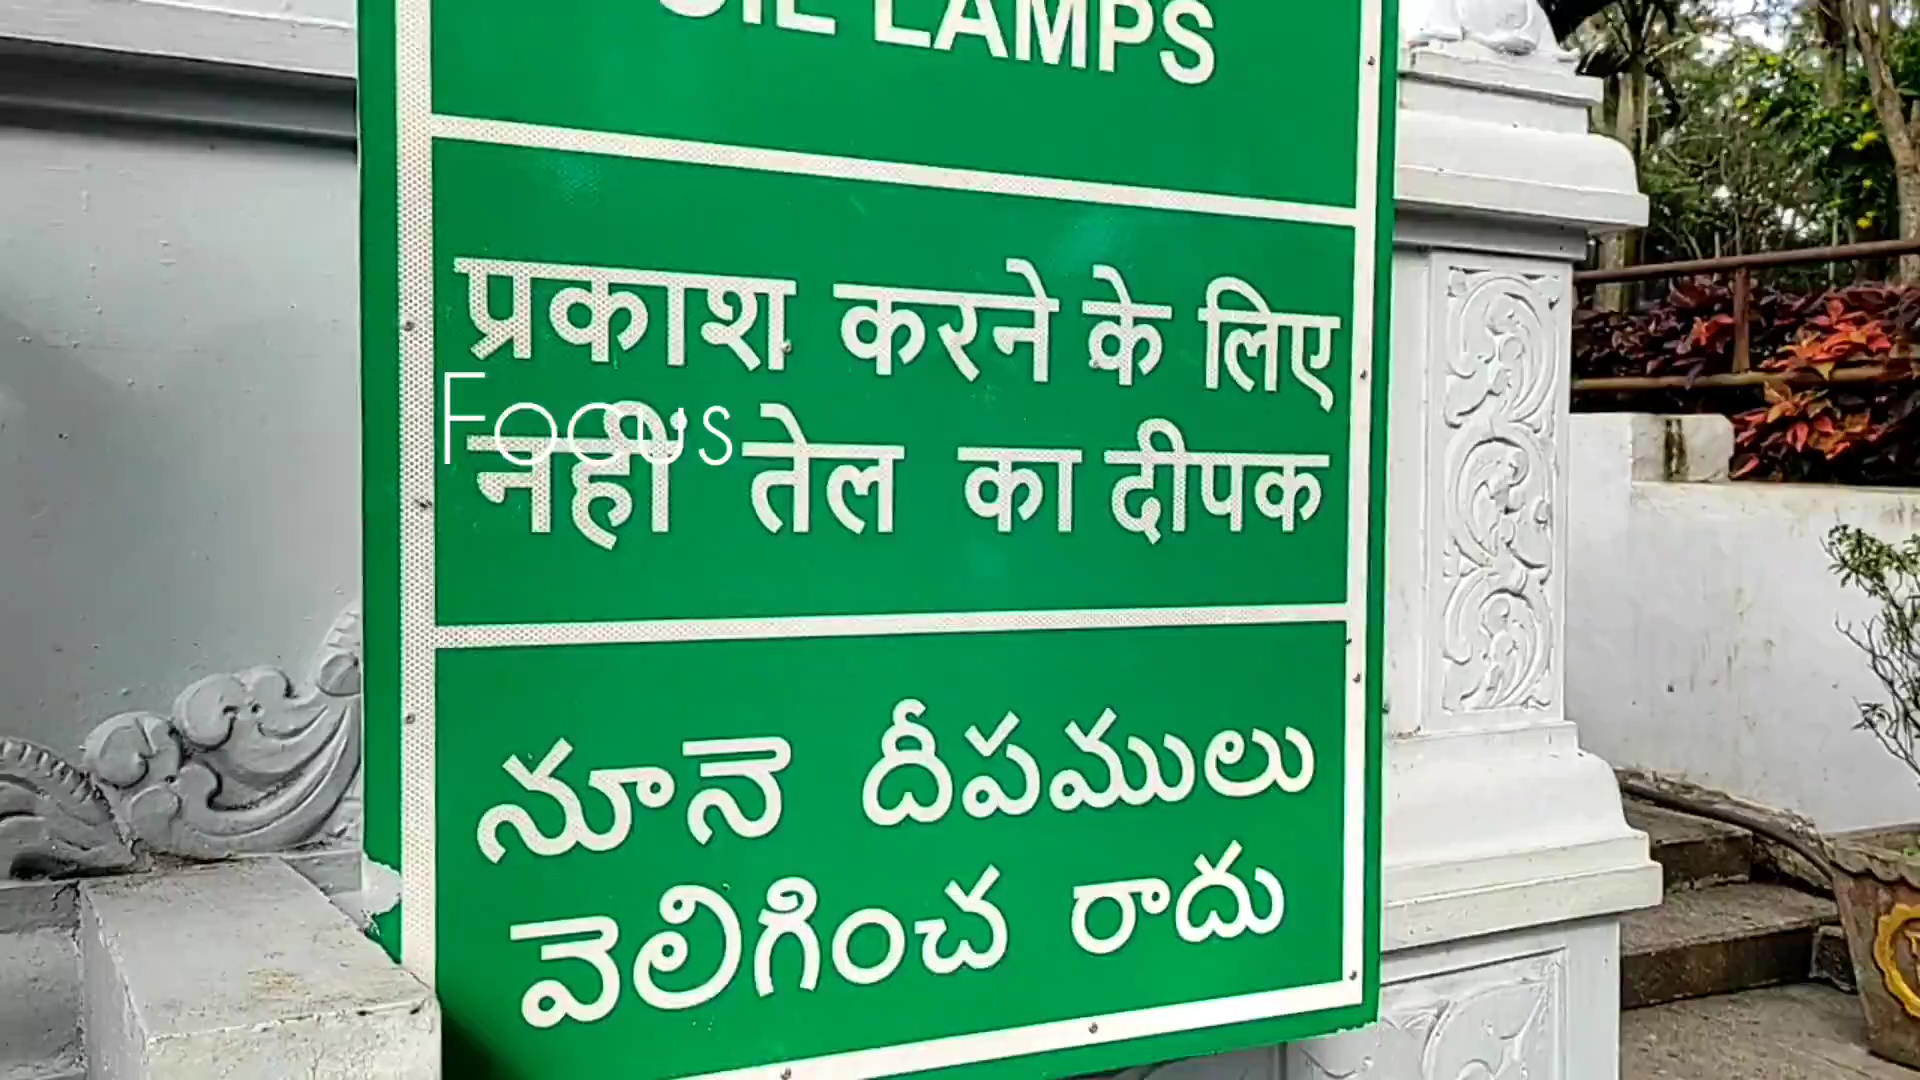 OIL LAMPS
प्रकाश करने के लिए
Focus
नहीं तेल का दीपक
నూనె దీపములు
వెలిగించ రాదు